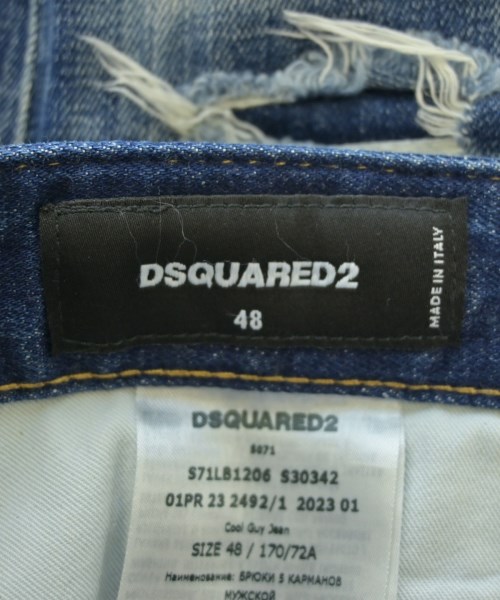 DSQUARED2
48
MADE IN ITALY
DSQUARED2
S071
S71LB1206 S30342
01PR 23 2492/1 2023 01
Cool Guy Jean
SIZE 48 / 170/72A
Наименование: БРЮКИ 5 КАРМАНОВ
МУЖСКОЙ